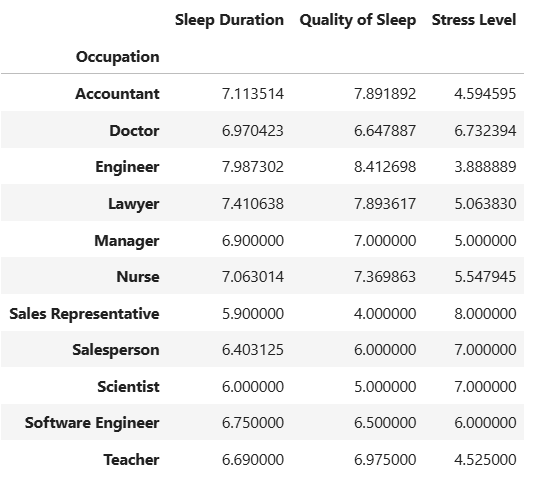 Sleep Duration Quality of Sleep Stress Level
Occupation
Accountant 7.113514 7.891892 4.594595
Doctor 6.970423 6.647887 6.732394
Engineer 7.987302 8.412698 3.888889
Lawyer 7.410638 7.893617 5.063830
Manager 6.900000 7.000000 5.000000
Nurse 7.063014 7.369863 5.547945
Sales Representative 5.900000 4.000000 8.000000
Salesperson 6.403125 6.000000 7.000000
Scientist 6.000000 5.000000 7.000000
Software Engineer 6.750000 6.500000 6.000000
Teacher 6.690000 6.975000 4.525000